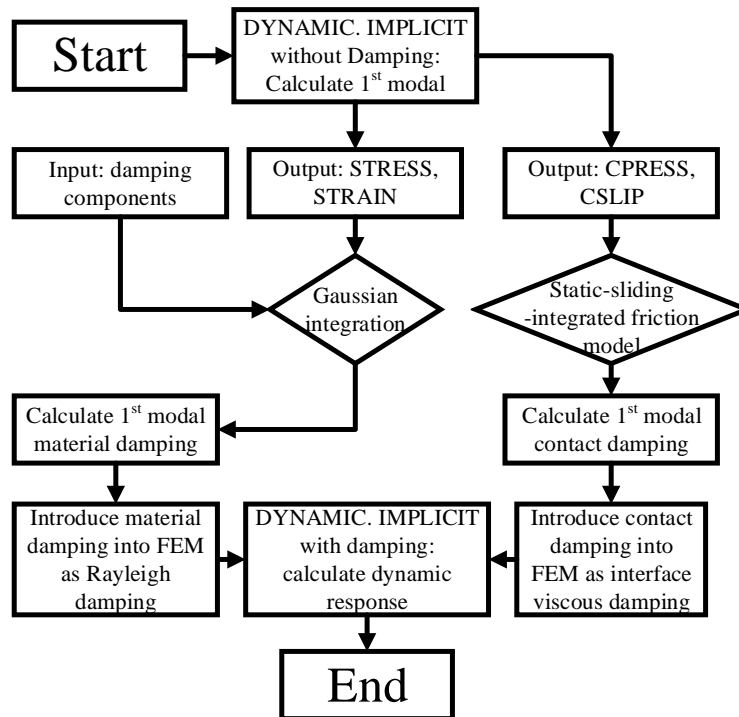 Start
DYNAMIC. IMPLICIT
without Damping:
Calculate 1st modal
Input: damping
components
Output: STRESS,
STRAIN
Output: CPRESS,
CSLIP
Gaussian
integration
Static-sliding
-integrated friction
model
Calculate 1st modal
material damping
Calculate 1st modal
contact damping
Introduce material
damping into FEM
as Rayleigh
damping
DYNAMIC. IMPLICIT
with damping:
calculate dynamic
response
Introduce contact
damping into
FEM as interface
viscous damping
End